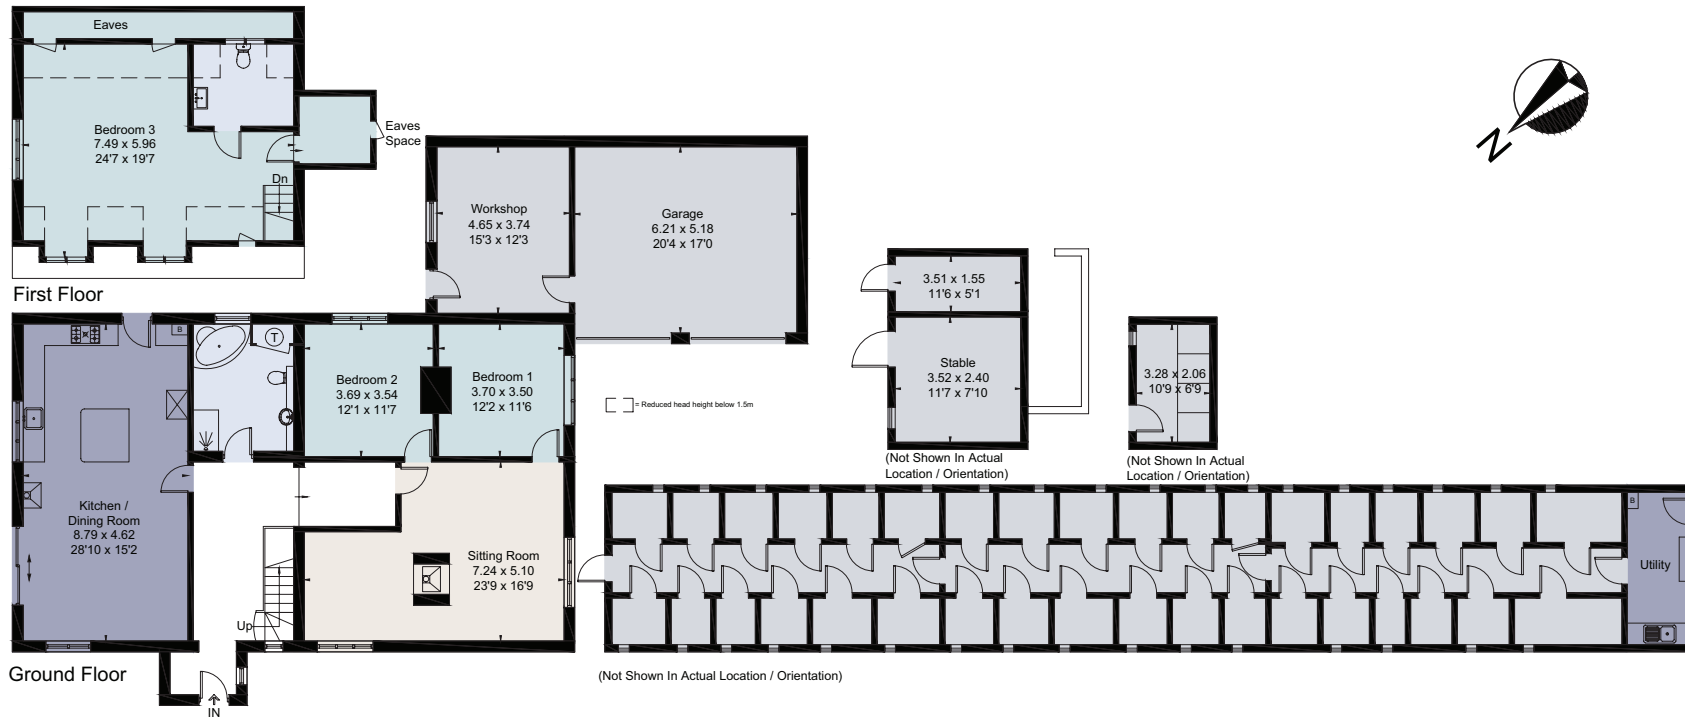 Eaves
Bedroom 3
7.49 x 5.96
24'7 x 19'7
Eaves
Space
Dn
First Floor
N
Workshop
4.65 x 3.74
15'3 x 12'3
Garage
6.21 x 5.18
20'4 x 17'0
3.51 x 1.55
11'6 x 5'1
Stable
3.52 x 2.40
11'7 x 7'10
(Not Shown In Actual
Location / Orientation)
3.28 x 2.06
10'9 x 6'9
(Not Shown In Actual
Location / Orientation)
B
T
Bedroom 2
3.69 x 3.54
12'1 x 11'7
Bedroom 1
3.70 x 3.50
12'2 x 11'6
= Reduced head height below 1.5m
Kitchen /
Dining Room
8.79 x 4.62
28'10 x 15'2
Sitting Room
7.24 x 5.10
23'9 x 16'9
Up
IN
Ground Floor
B
Utility
(Not Shown In Actual Location / Orientation)